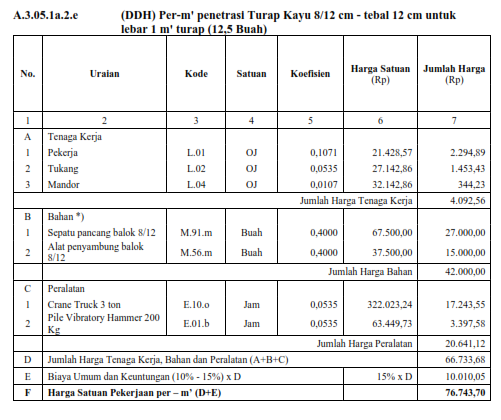 A.3.05.1a.2.e (DDH) Per-m' penetrasi Turap Kayu 8/12 cm - tebal 12 cm untuk
lebar 1 m' turap (12,5 Buah)
No. Uraian Kode Satuan Koefisien Harga Satuan (Rp) Jumlah Harga (Rp)
1 2 3 4 5 6 7
A Tenaga Kerja
1 Pekerja L.01 OJ 0,1071 21.428,57 2.294,89
2 Tukang L.02 OJ 0,0535 27.142,86 1.453,43
3 Mandor L.04 OJ 0,0107 32.142,86 344,23
Jumlah Harga Tenaga Kerja 4.092,56
B Bahan *)
1 Sepatu pancang balok 8/12 M.91.m Buah 0,4000 67.500,00 27.000,00
2 Alat penyambung balok 8/12 M.56.m Buah 0,4000 37.500,00 15.000,00
Jumlah Harga Bahan 42.000,00
C Peralatan
1 Crane Truck 3 ton E.10.o Jam 0,0535 322.023,24 17.243,55
2 Pile Vibratory Hammer 200 Kg E.01.b Jam 0,0535 63.449,73 3.397,58
Jumlah Harga Peralatan 20.641,12
D Jumlah Harga Tenaga Kerja, Bahan dan Peralatan (A+B+C) 66.733,68
E Biaya Umum dan Keuntungan (10% - 15%) x D 15% x D 10.010,05
F Harga Satuan Pekerjaan per – m' (D+E) 76.743,70